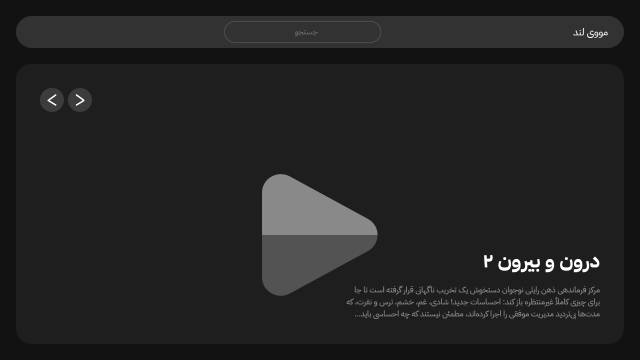 مووی لند
جستجو
درون و بیرون ۲
مرکز فرماندهی ذهن رایلی نوجوان دستخوش یک تخریب ناگهانی قرار گرفته است تا جا
برای چیزی کاملاً غیرمنتظره باز کند: احساسات جدید! شادی، غم، خشم، ترس و نفرت، که
مدت‌ها بی‌تردید مدیریت موفقی را اجرا کرده‌اند، مطمئن نیستند که چه احساسی باید...